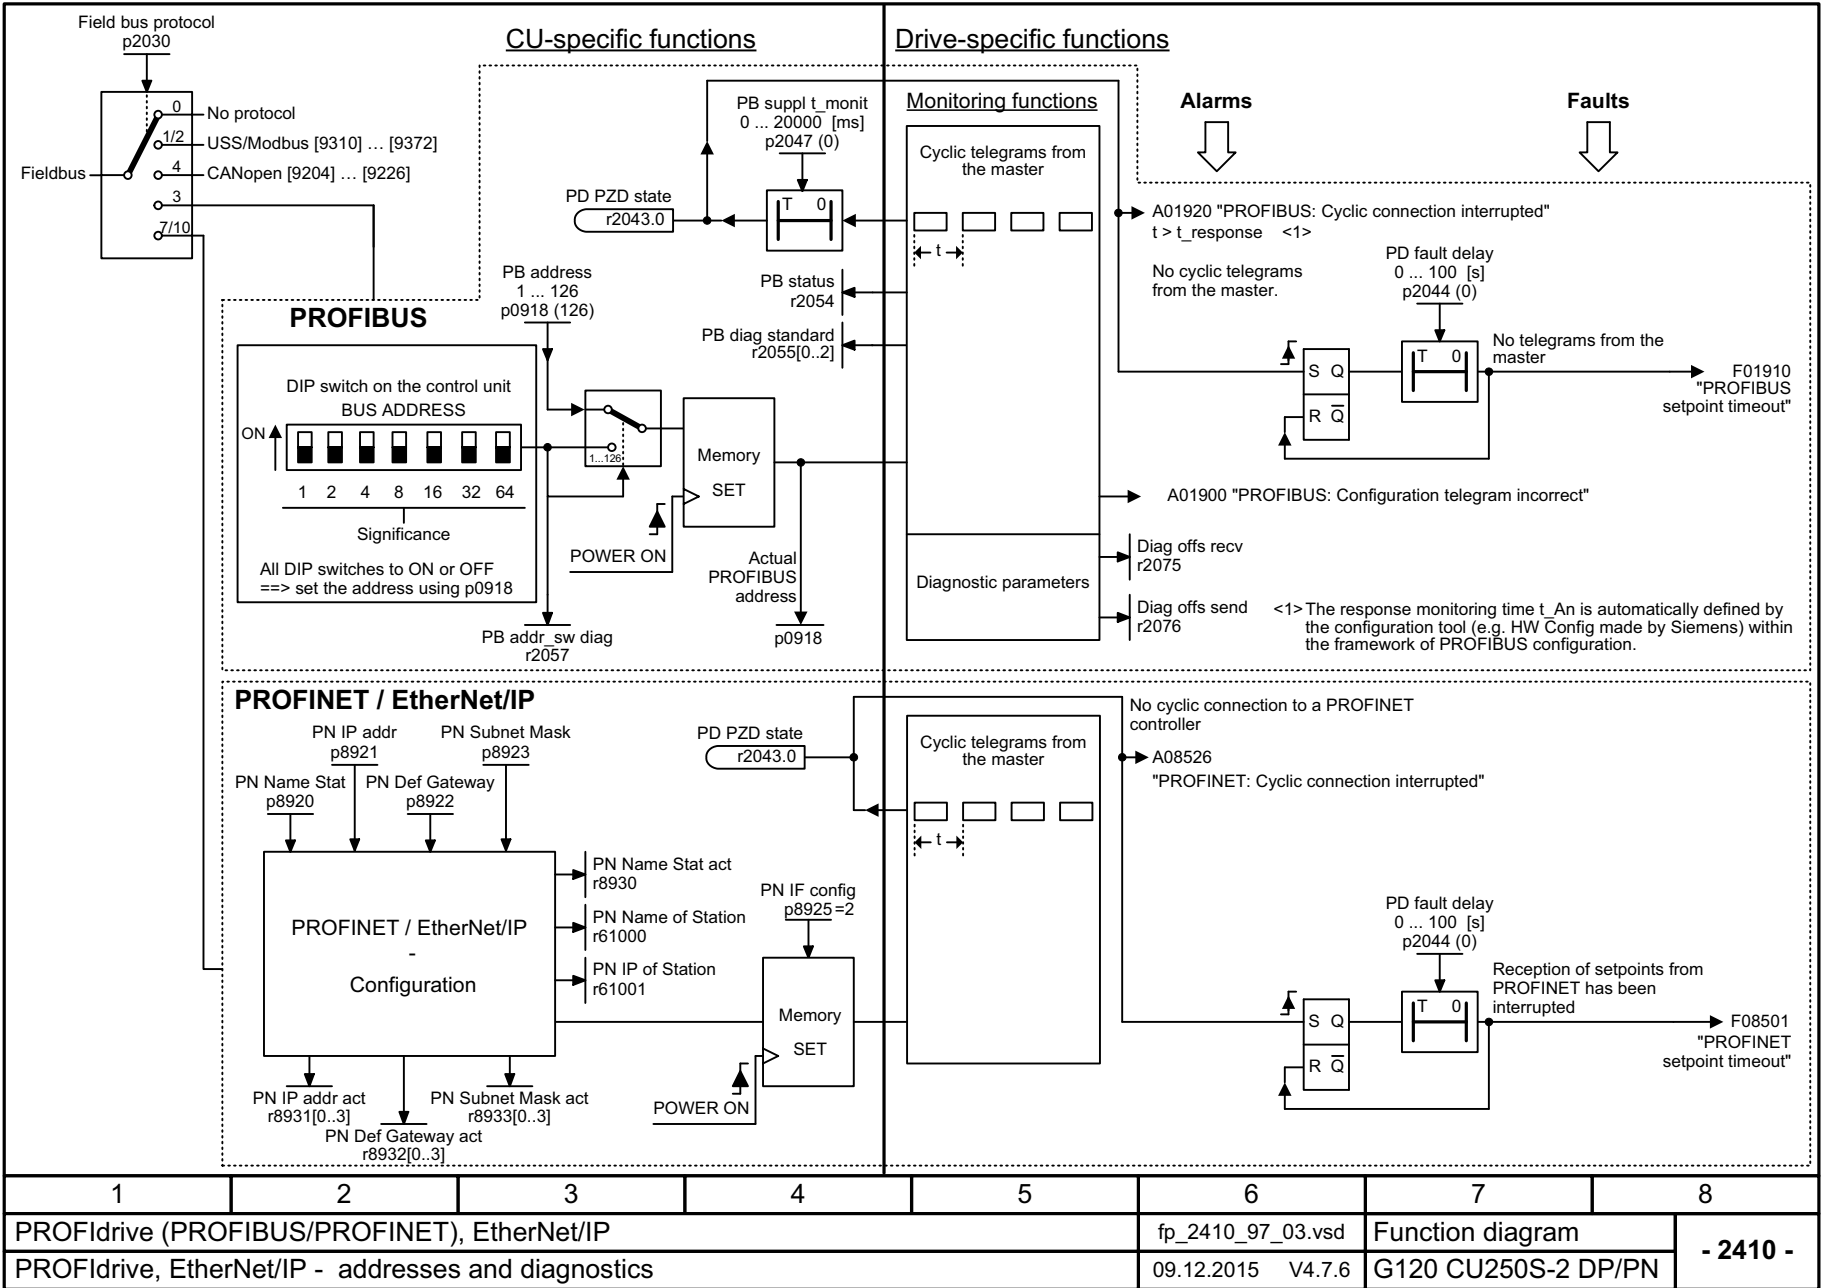 Field bus protocol
p2030
CU-specific functions
Drive-specific functions
0
No protocol
1/2
USS/Modbus [9310] … [9372]
Fieldbus
4
CANopen [9204] … [9226]
3
7/10
PB suppl t_monit
0 ... 20000 [ms]
p2047 (0)
T 0
PD PZD state
r2043.0
Monitoring functions
Cyclic telegrams from
the master
t
Alarms
Faults
A01920 "PROFIBUS: Cyclic connection interrupted"
t > t_response <1>
No cyclic telegrams
from the master.
PD fault delay
0 ... 100 [s]
p2044 (0)
T 0
S Q
R Q̅
No telegrams from the
master
F01910
"PROFIBUS
setpoint timeout"
PB status
r2054
PB diag standard
r2055[0..2]
PB address
1 ... 126
p0918 (126)
PROFIBUS
DIP switch on the control unit
BUS ADDRESS
ON
1 2 4 8 16 32 64
Significance
All DIP switches to ON or OFF
==> set the address using p0918
1...126
Memory
SET
POWER ON
PB addr_sw diag
r2057
Actual
PROFIBUS
address
p0918
A01900 "PROFIBUS: Configuration telegram incorrect"
Diagnostic parameters
Diag offs recv
r2075
Diag offs send
r2076
<1> The response monitoring time t_An is automatically defined by
the configuration tool (e.g. HW Config made by Siemens) within
the framework of PROFIBUS configuration.
PROFINET / EtherNet/IP
PN IP addr
p8921
PN Subnet Mask
p8923
PN Name Stat
p8920
PN Def Gateway
p8922
PROFINET / EtherNet/IP
-
Configuration
PN Name Stat act
r8930
PN Name of Station
r61000
PN IP of Station
r61001
PN IP addr act
r8931[0..3]
PN Def Gateway act
r8932[0..3]
PN Subnet Mask act
r8933[0..3]
PD PZD state
r2043.0
PN IF config
p8925 =2
Memory
SET
POWER ON
Cyclic telegrams from
the master
t
No cyclic connection to a PROFINET
controller
A08526
"PROFINET: Cyclic connection interrupted"
PD fault delay
0 ... 100 [s]
p2044 (0)
T 0
S Q
R Q̅
Reception of setpoints from
PROFINET has been
interrupted
F08501
"PROFINET
setpoint timeout"
1 2 3 4 5 6 7 8
PROFIdrive (PROFIBUS/PROFINET), EtherNet/IP
fp_2410_97_03.vsd
Function diagram
- 2410 -
PROFIdrive, EtherNet/IP - addresses and diagnostics
09.12.2015 V4.7.6
G120 CU250S-2 DP/PN